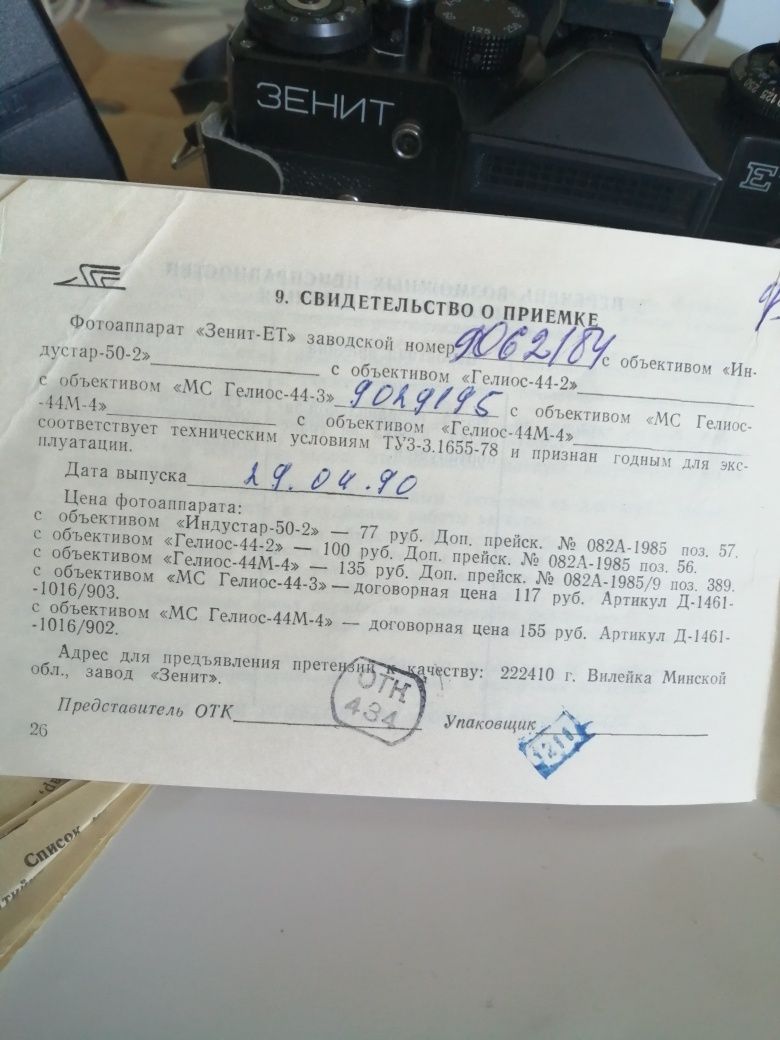 ЗЕНИТ
E
9. СВИДЕТЕЛЬСТВО О ПРИЕМКЕ
Фотоаппарат «Зенит-ЕТ» заводской номер 9062184 с объективом «Ин-
дустар-50-2» с объективом «Гелиос-44-2»
с объективом «МС Гелиос-44-3» 9029195 с объективом «МС Гелиос-
-44М-4» с объективом «Гелиос-44М-4»
соответствует техническим условиям ТУ3-3.1655-78 и признан годным для экс-
плуатации.
Дата выпуска 29.04.90
Цена фотоаппарата:
с объективом «Индустар-50-2» — 77 руб. Доп. прейск. № 082А-1985 поз. 57.
с объективом «Гелиос-44-2» — 100 руб. Доп. прейск. № 082А-1985 поз. 56.
с объективом «Гелиос-44М-4» — 135 руб. Доп. прейск. № 082А-1985/9 поз. 389.
с объективом «МС Гелиос-44-3» — договорная цена 117 руб. Артикул Д-1461-
-1016/903.
с объективом «МС Гелиос-44М-4» — договорная цена 155 руб. Артикул Д-1461-
-1016/902.
Адрес для предъявления претензий к качеству: 222410 г. Вилейка Минской
обл., завод «Зенит».
ОТК
434
Представитель ОТК Упаковщик
26
Список